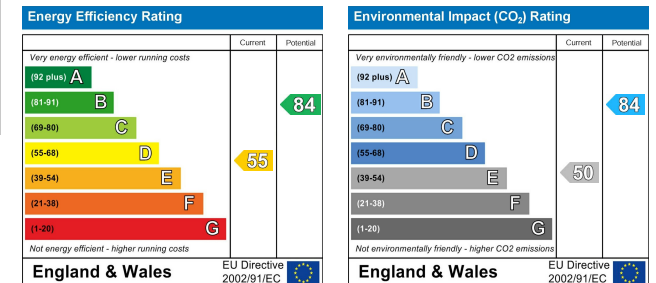 Energy Efficiency Rating
Current Potential
Very energy efficient - lower running costs
(92 plus) A
(81-91) B
84
(69-80) C
(55-68) D
55
(39-54) E
(21-38) F
(1-20) G
Not energy efficient - higher running costs
England & Wales
EU Directive
2002/91/EC
Environmental Impact (CO₂) Rating
Current Potential
Very environmentally friendly - lower CO2 emissions
(92 plus) A
(81-91) B
84
(69-80) C
(55-68) D
(39-54) E
50
(21-38) F
(1-20) G
Not environmentally friendly - higher CO2 emissions
England & Wales
EU Directive
2002/91/EC